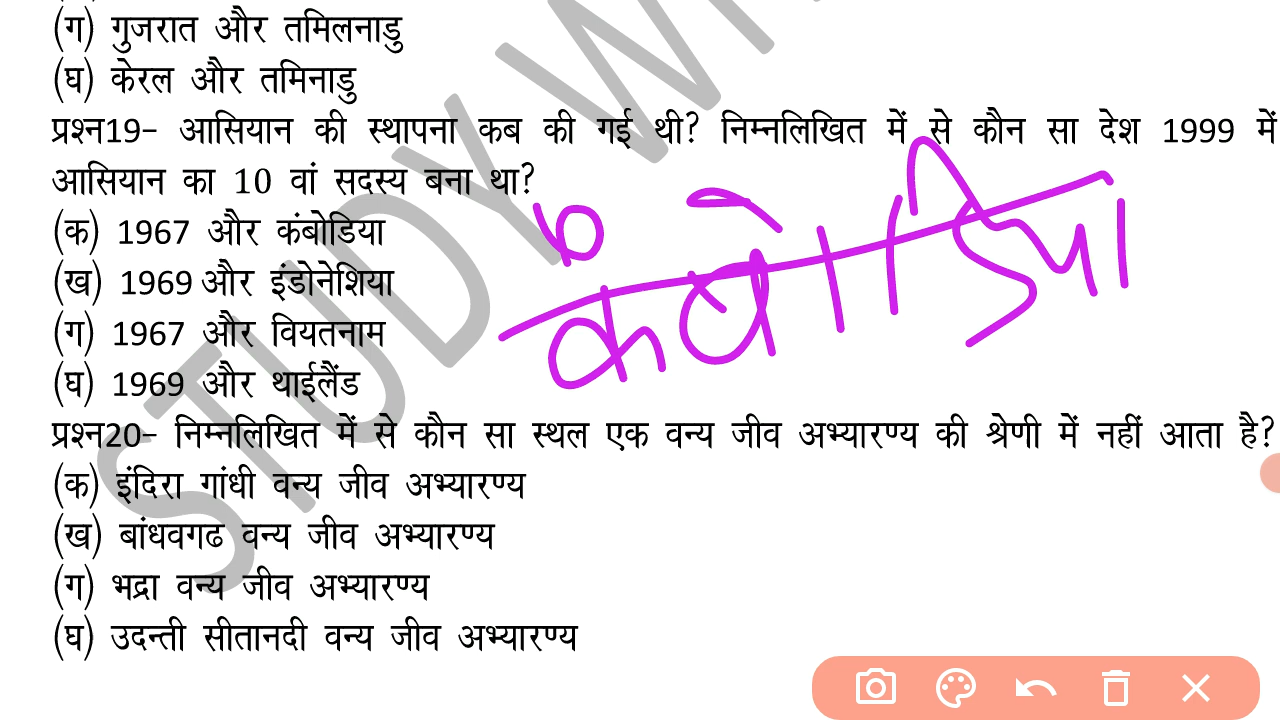 (ग) गुजरात और तमिलनाडु
(घ) केरल और तमिनाडु
प्रश्न19- आसियान की स्थापना कब की गई थी? निम्नलिखित में से कौन सा देश 1999 में
आसियान का 10 वां सदस्य बना था?
(क) 1967 और कंबोडिया
(ख) 1969 और इंडोनेशिया
(ग) 1967 और वियतनाम
(घ) 1969 और थाईलैंड
कंबोडिया
प्रश्न20- निम्नलिखित में से कौन सा स्थल एक वन्य जीव अभ्यारण्य की श्रेणी में नहीं आता है?
(क) इंदिरा गांधी वन्य जीव अभ्यारण्य
(ख) बांधवगढ वन्य जीव अभ्यारण्य
(ग) भद्रा वन्य जीव अभ्यारण्य
(घ) उदन्ती सीतानदी वन्य जीव अभ्यारण्य
STUDY